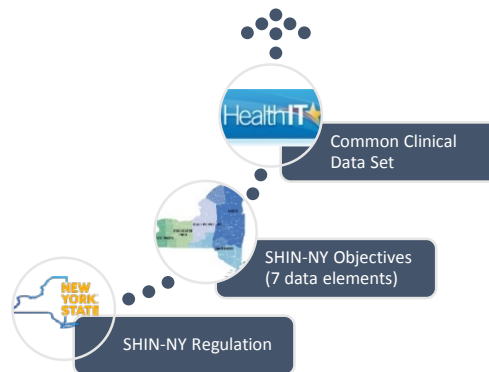 HealthIT
Common Clinical
Data Set
SHIN-NY Objectives
(7 data elements)
NEW
YORK
STATE
SHIN-NY Regulation